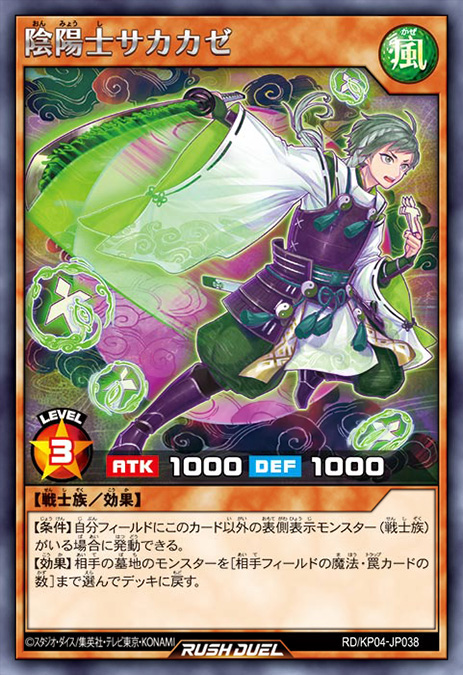 陰陽士サカカゼ
風
LEVEL
3
ATK 1000 DEF 1000
【戦士族／効果】
【条件】自分フィールドにこのカード以外の表側表示モンスター（戦士族）
がいる場合に発動できる。
【効果】相手の墓地のモンスターを［相手フィールドの魔法・罠カードの
数］まで選んでデッキに戻す。
©スタジオ・ダイス/集英社・テレビ東京・KONAMI
RUSH DUEL
RD/KP04-JP038